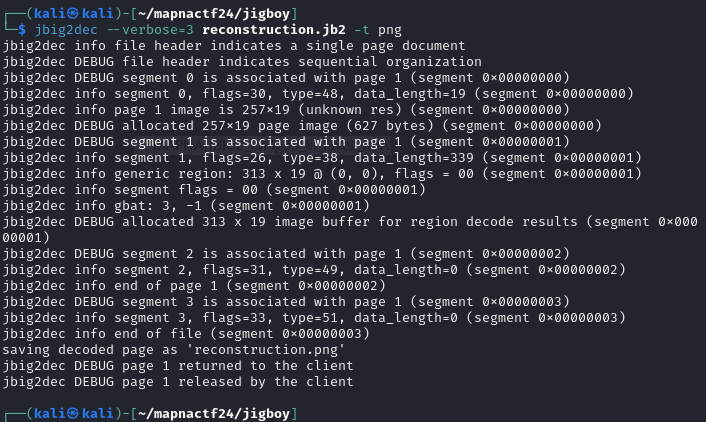 ┌──(kali㉿kali)-[~/mapnactf24/jigboy]
└─$ jbig2dec --verbose=3 reconstruction.jb2 -t png
jbig2dec info file header indicates a single page document
jbig2dec DEBUG file header indicates sequential organization
jbig2dec DEBUG segment 0 is associated with page 1 (segment 0×00000000)
jbig2dec info segment 0, flags=30, type=48, data_length=19 (segment 0×00000000)
jbig2dec info page 1 image is 257×19 (unknown res) (segment 0×00000000)
jbig2dec DEBUG allocated 257×19 page image (627 bytes) (segment 0×00000000)
jbig2dec DEBUG segment 1 is associated with page 1 (segment 0×00000001)
jbig2dec info segment 1, flags=26, type=38, data_length=339 (segment 0×00000001)
jbig2dec info generic region: 313 x 19 @ (0, 0), flags = 00 (segment 0×00000001)
jbig2dec info segment flags = 00 (segment 0×00000001)
jbig2dec info gbat: 3, -1 (segment 0×00000001)
jbig2dec DEBUG allocated 313 x 19 image buffer for region decode results (segment 0×000
00001)
jbig2dec DEBUG segment 2 is associated with page 1 (segment 0×00000002)
jbig2dec info segment 2, flags=31, type=49, data_length=0 (segment 0×00000002)
jbig2dec info end of page 1 (segment 0×00000002)
jbig2dec DEBUG segment 3 is associated with page 1 (segment 0×00000003)
jbig2dec info segment 3, flags=33, type=51, data_length=0 (segment 0×00000003)
jbig2dec info end of file (segment 0×00000003)
saving decoded page as 'reconstruction.png'
jbig2dec DEBUG page 1 returned to the client
jbig2dec DEBUG page 1 released by the client
┌──(kali㉿kali)-[~/mapnactf24/jigboy]